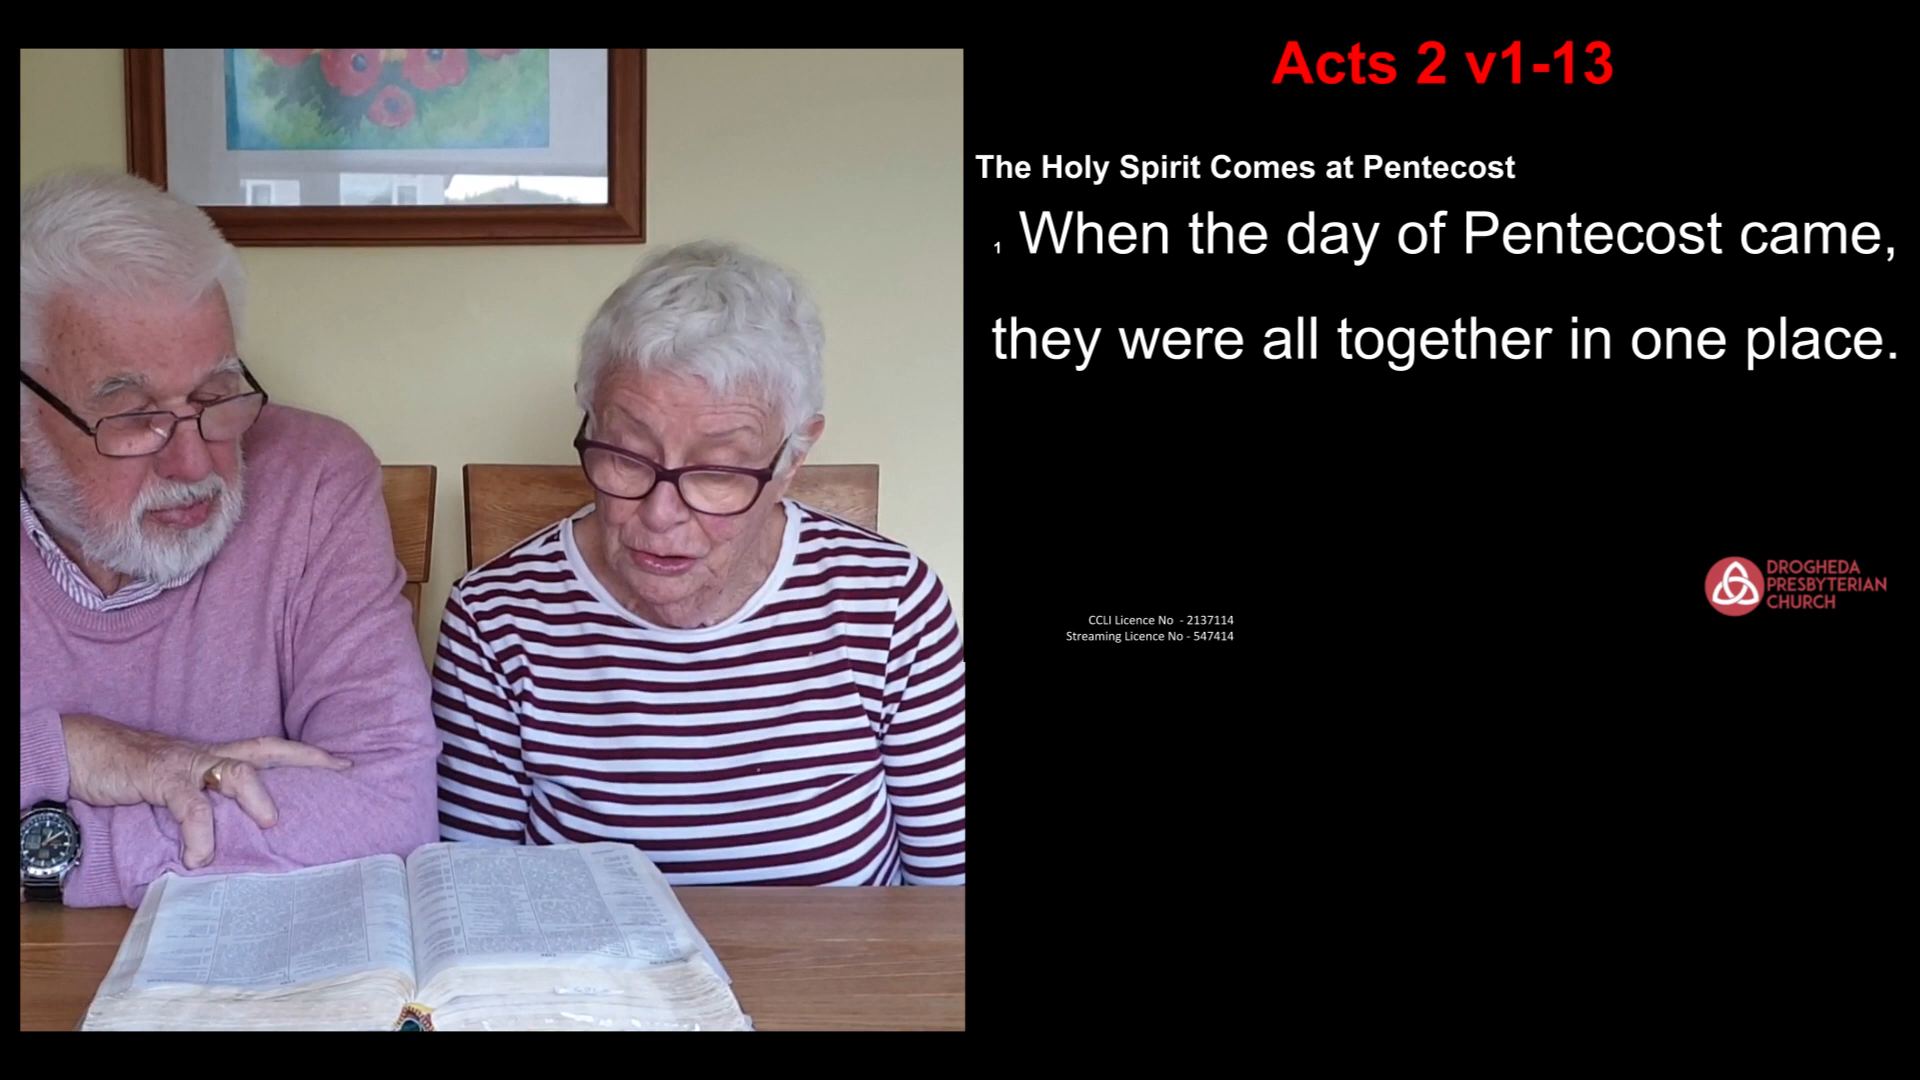 Acts 2 v1-13
The Holy Spirit Comes at Pentecost
1 When the day of Pentecost came,
they were all together in one place.
DROGHEDA
PRESBYTERIAN
CHURCH
CCLI Licence No - 2137114
Streaming Licence No - 547414